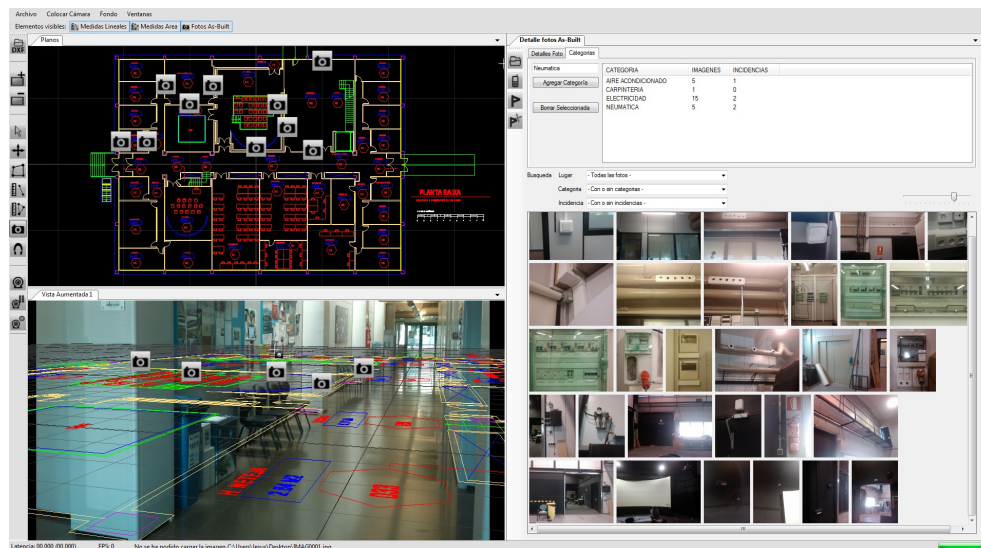 Archivo Colocar Cámara Fondo Ventanas
Elementos visibles: Medidas Lineales Medidas Area Fotos As-Built
DXF
Planos
PLANTA BAIXA
Vista Aumentada 1
Detalle fotos As-Built
Detalles Foto Categorias
Neumatica
Agregar Categoría
Borrar Seleccionada
CATEGORIA IMAGENES INCIDENCIAS
AIRE ACONDICIONADO 5 1
CARPINTERIA 1 0
ELECTRICIDAD 15 2
NEUMATICA 5 2
Busqueda Lugar - Todas las fotos -
Categoria - Con o sin categorias -
Incidencia - Con o sin incidencias -
Latencia: 00.000 (00.000) FPS: 0 No se ha podido cargar la imagen C:\Users\Jesus\Desktop\IMAG0001.jpg